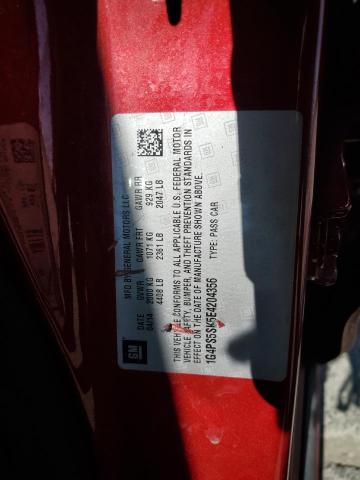 GM
MFD BY GENERAL MOTORS LLC
DATE GVWR GAWR FRT GAWR RR
04/14 2000 KG 1071 KG 929 KG
4408 LB 2361 LB 2047 LB
THIS VEHICLE CONFORMS TO ALL APPLICABLE U.S. FEDERAL MOTOR
VEHICLE SAFETY, BUMPER, AND THEFT PREVENTION STANDARDS IN
EFFECT ON THE DATE OF MANUFACTURE SHOWN ABOVE.
1G4PS5SK5E4204356 TYPE: PASS CAR